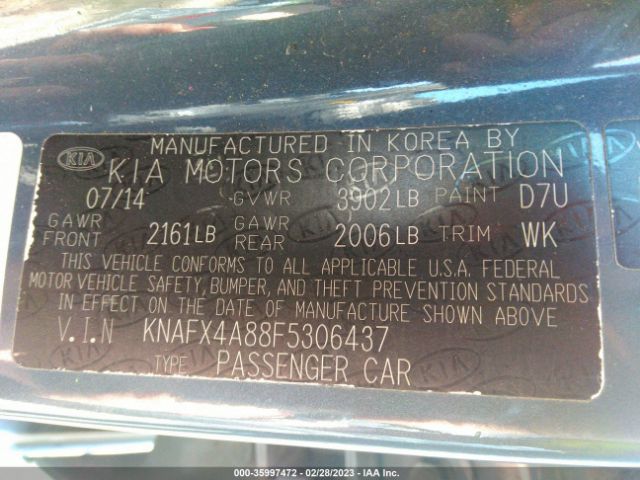 MANUFACTURED IN KOREA BY
KIA KIA MOTORS CORPORATION
07/14 GVWR 3902LB PAINT D7U
GAWR FRONT 2161LB GAWR REAR 2006LB TRIM WK
THIS VEHICLE CONFORMS TO ALL APPLICABLE U.S.A. FEDERAL
MOTOR VEHICLE SAFETY, BUMPER, AND THEFT PREVENTION STANDARDS
IN EFFECT ON THE DATE OF MANUFACTURE SHOWN ABOVE
V.I.N KNAFX4A88F5306437
TYPE PASSENGER CAR
000-35997472 - 02/28/2023 - IAA Inc.